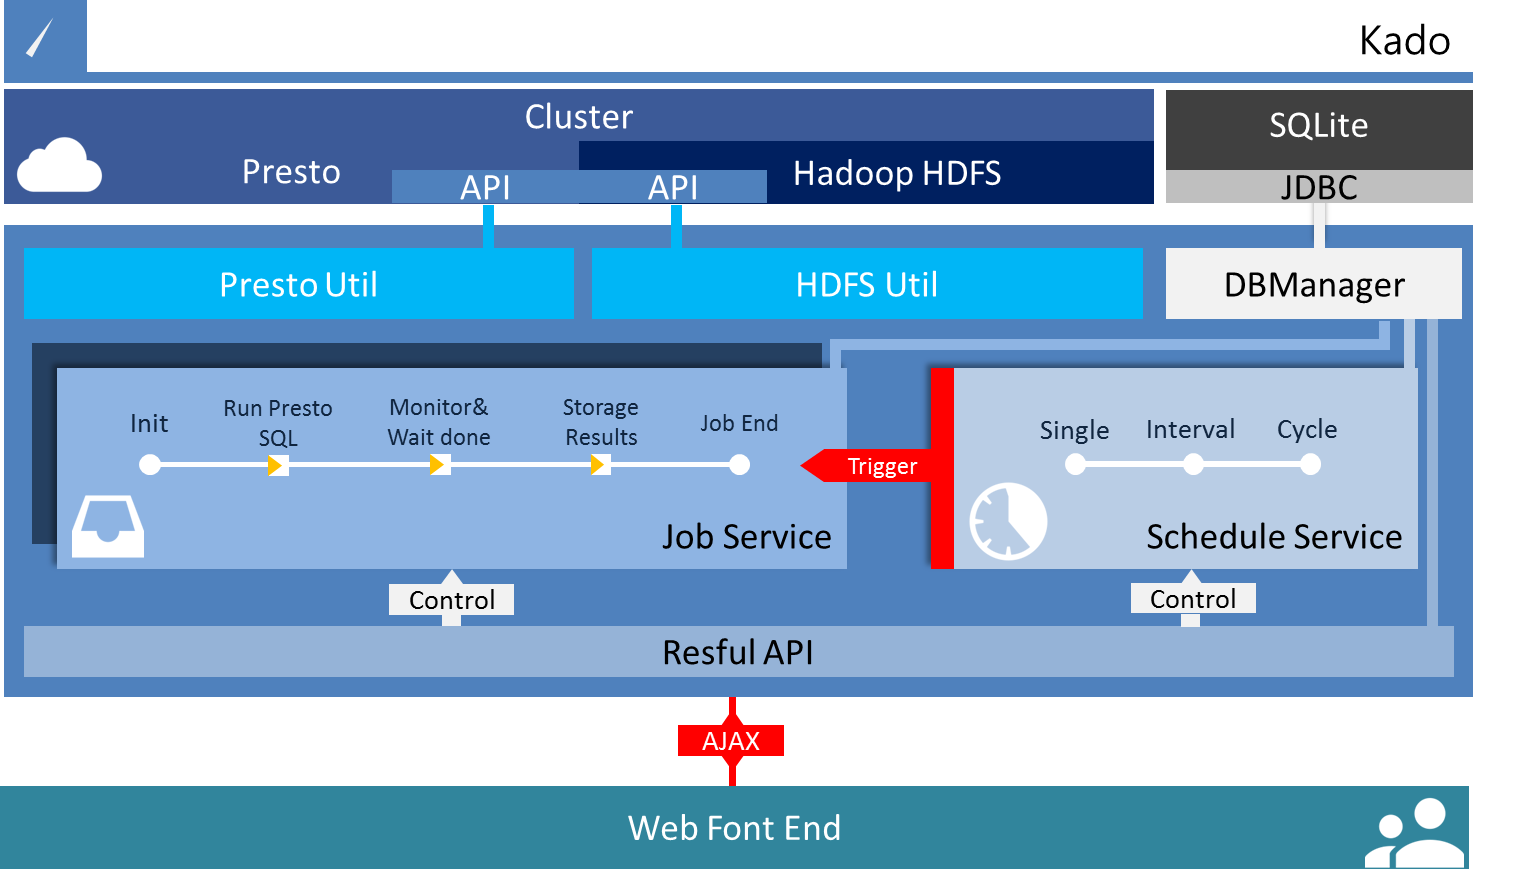 Kado
Cluster
SQLite
Presto
Hadoop HDFS
API
API
JDBC
Presto Util
HDFS Util
DBManager
Init
Run Presto
SQL
Monitor&
Wait done
Storage
Results
Job End
Trigger
Single
Interval
Cycle
Job Service
Schedule Service
Control
Control
Resful API
AJAX
Web Font End